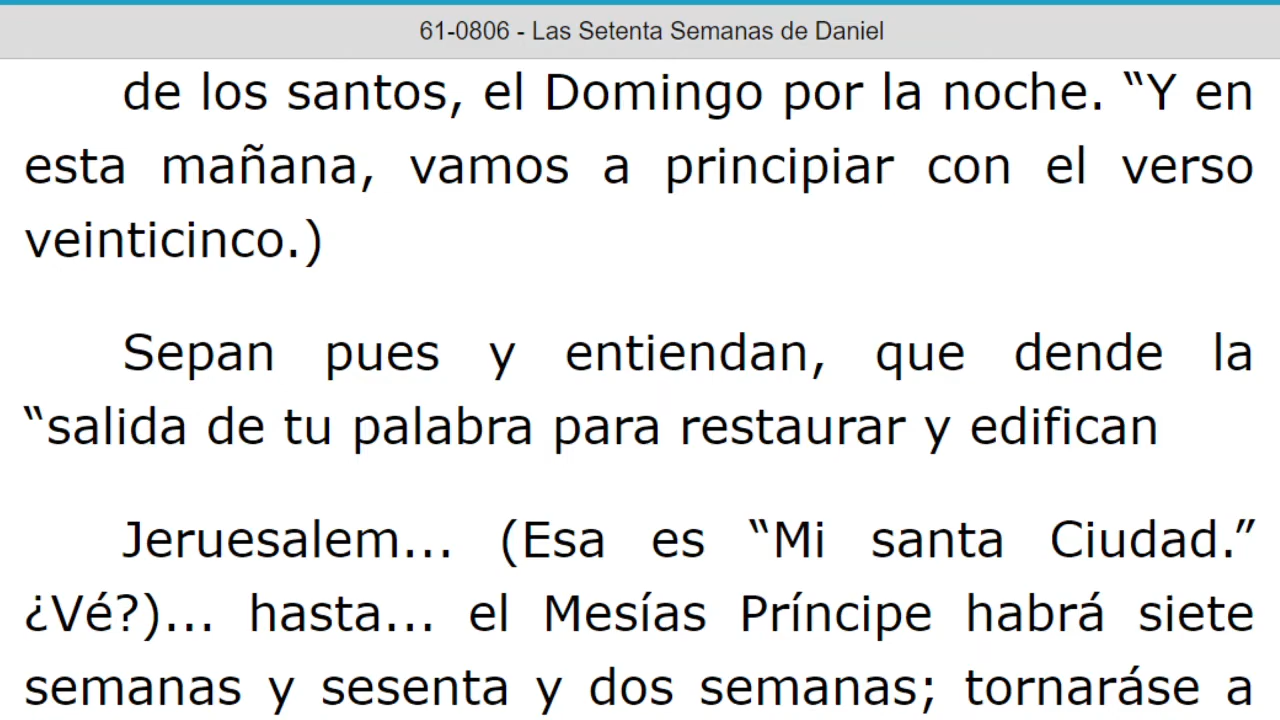 61-0806 - Las Setenta Semanas de Daniel
de los santos, el Domingo por la noche. “Y en
esta mañana, vamos a principiar con el verso
veinticinco.)
Sepan pues y entiendan, que dende la
“salida de tu palabra para restaurar y edifican
Jeruesalem... (Esa es “Mi santa Ciudad.”
¿Vé?)... hasta... el Mesías Príncipe habrá siete
semanas y sesenta y dos semanas; tornaráse a